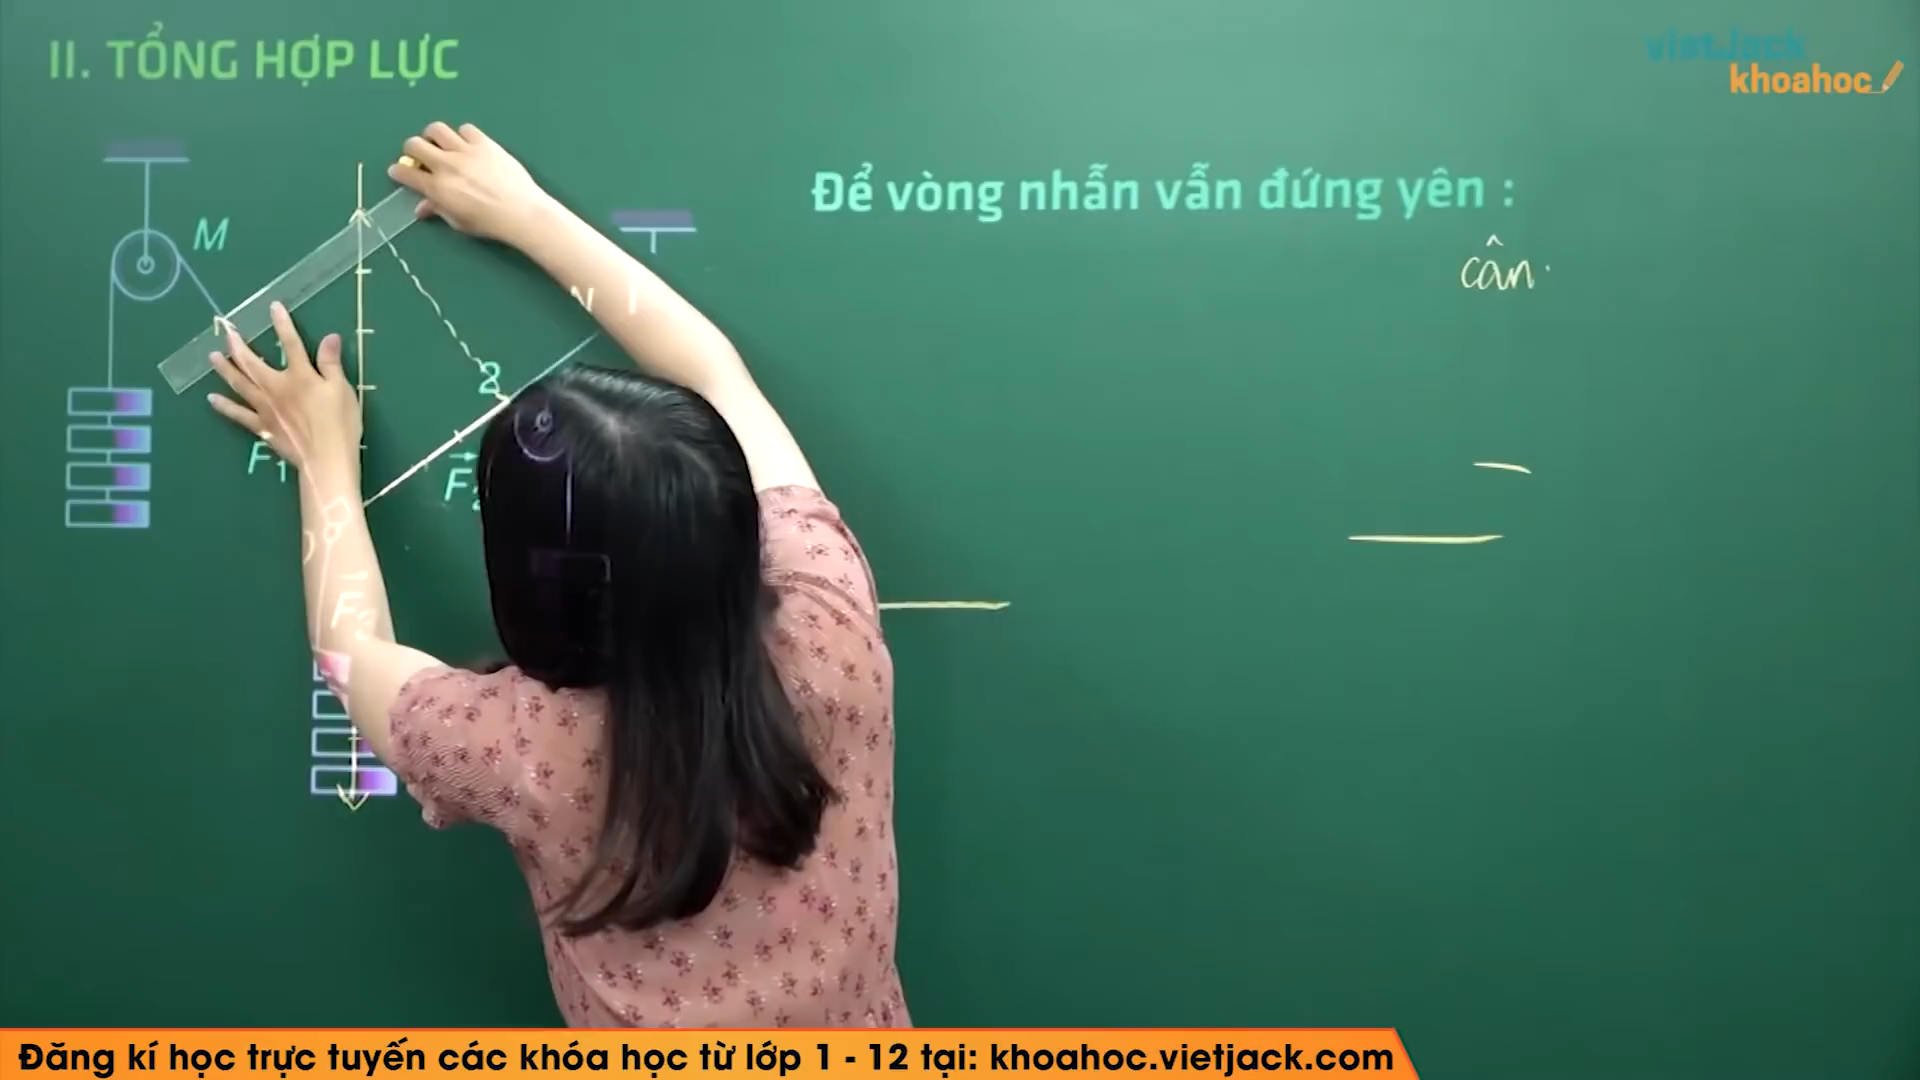 II. TỔNG HỢP LỰC
vietJack
khoahoc
M
Để vòng nhẫn vẫn đứng yên :
cân
N
1
2
F1
F2
F3
Đăng kí học trực tuyến các khóa học từ lớp 1 - 12 tại: khoahoc.vietjack.com